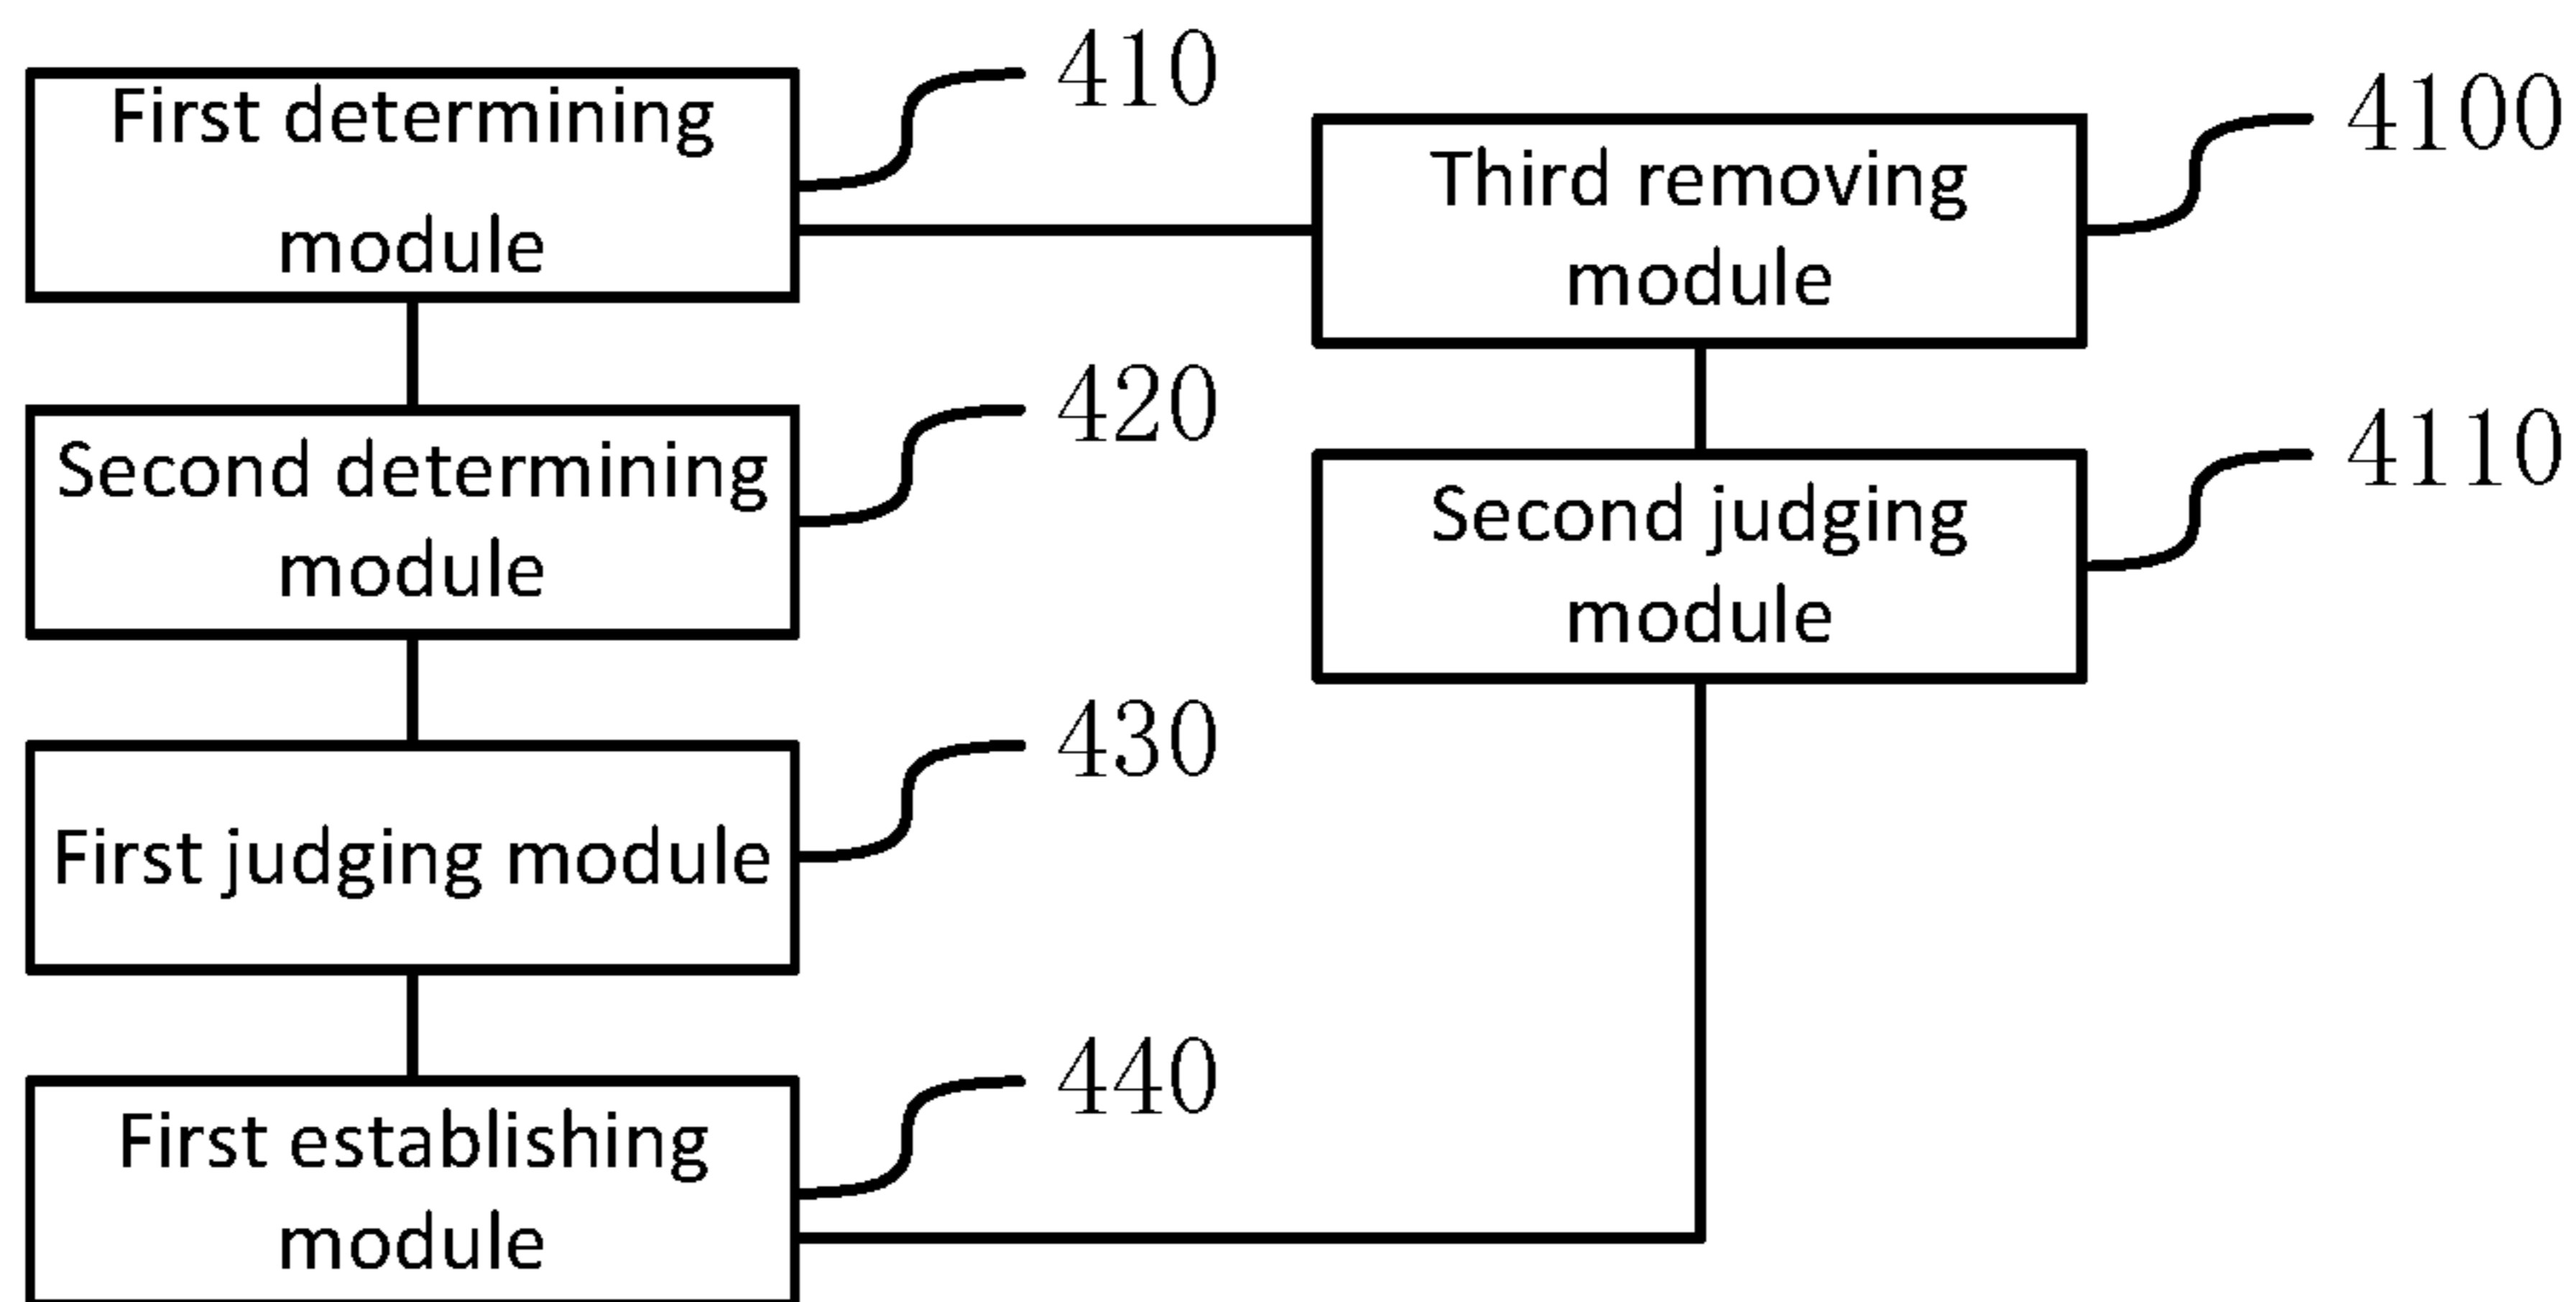 First determining
module
410
Second determining
module
420
First judging module
430
First establishing
module
440
Third removing
module
4100
Second judging
module
4110